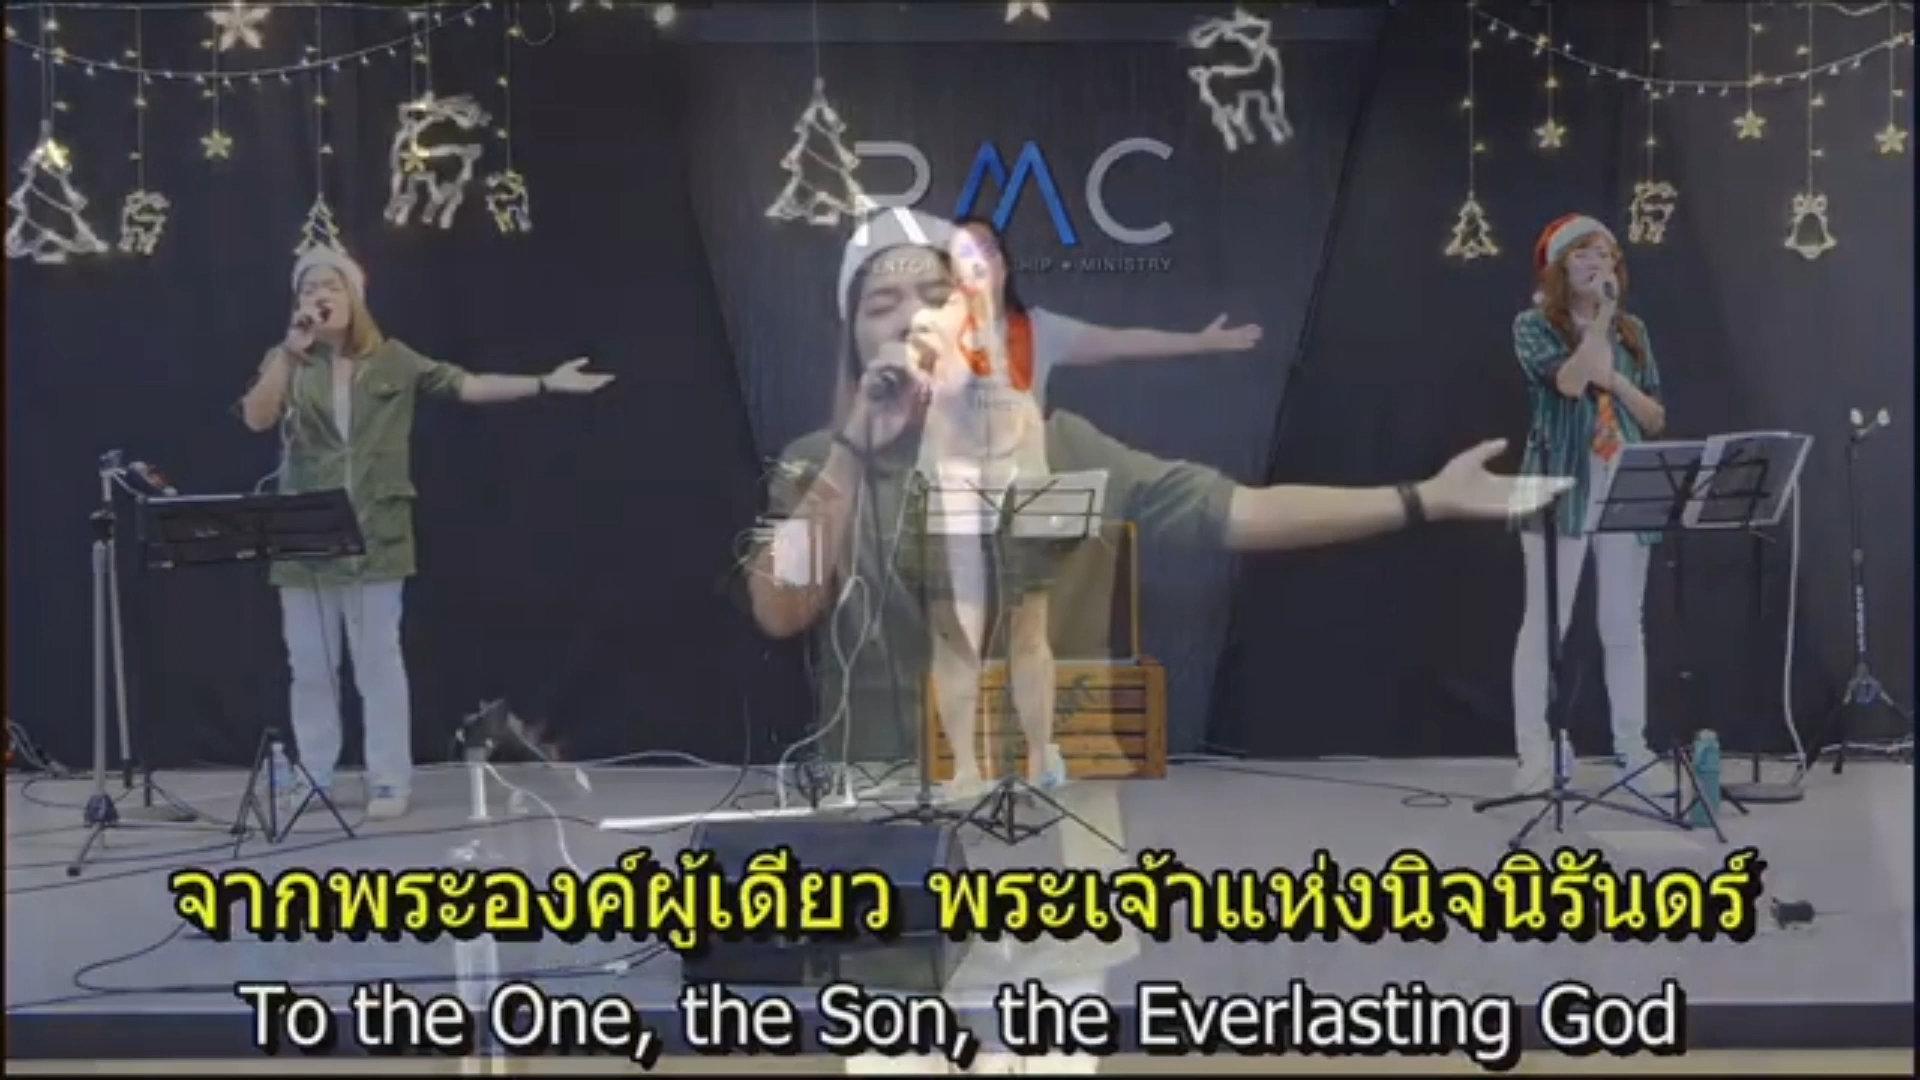 RMC
SHIP • MINISTRY
จากพระองค์ผู้เดียว พระเจ้าแห่งนิจนิรันดร์
To the One, the Son, the Everlasting God